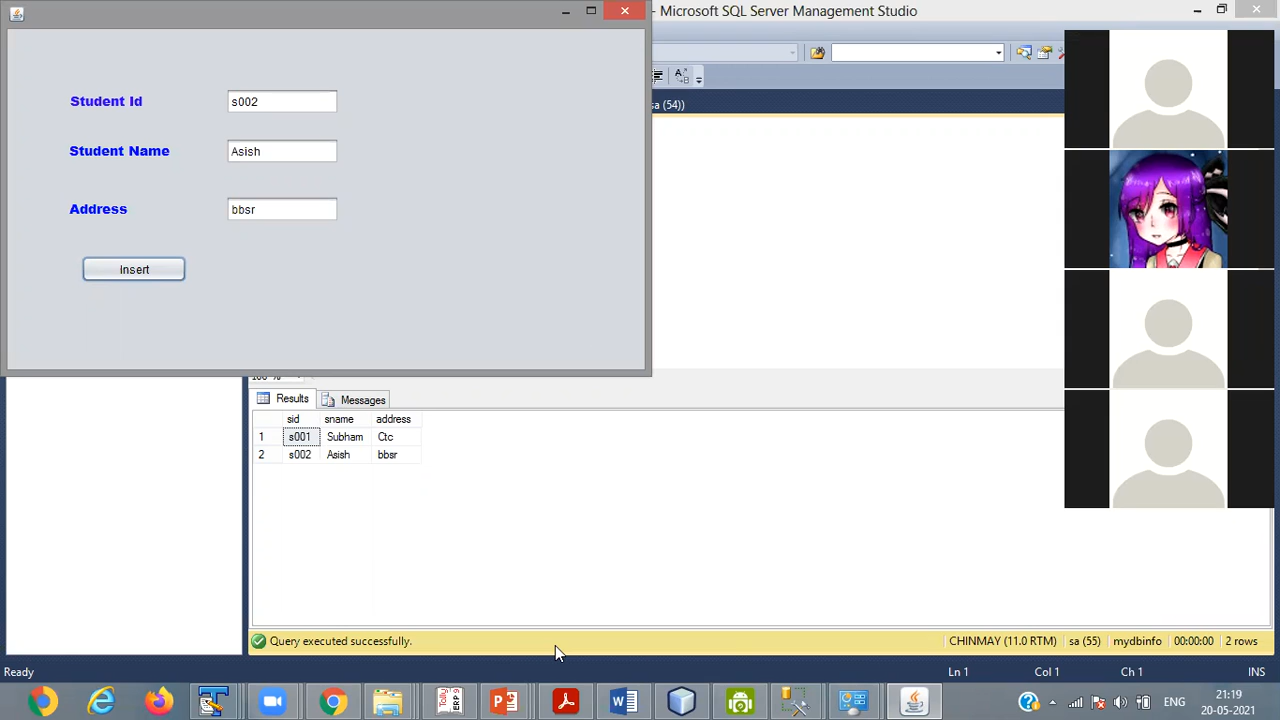 - Microsoft SQL Server Management Studio
sa (54))
Student Id s002
Student Name Asish
Address bbsr
Insert
Results Messages
sid sname address
1 s001 Subham Ctc
2 s002 Asish bbsr
Query executed successfully. CHINMAY (11.0 RTM) sa (55) mydbinfo 00:00:00 2 rows
Ready Ln 1 Col 1 Ch 1 INS
ENG 21:19
20-05-2021